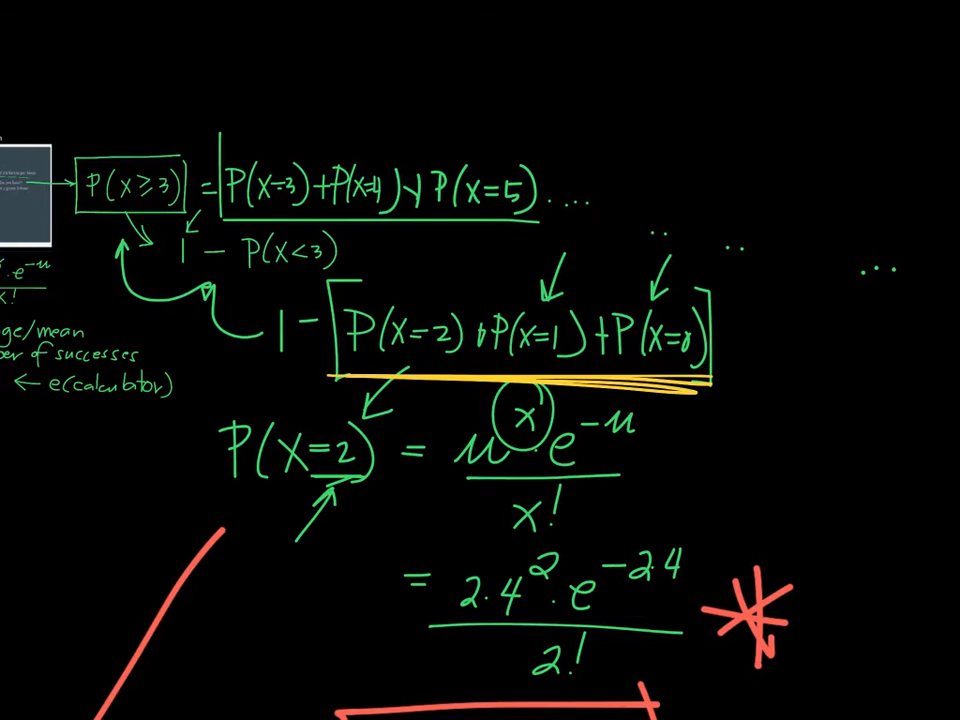 P(X≥3) = P(X=3)+P(X=4)+P(X=5)....
1 - P(X<3)
1 - [P(X=2)+P(X=1)+P(X=0)]
. e^-μ
x!
ge/mean
ber of successes
← e(calculator)
P(X=2) = μ^x . e^-μ
x!
= 2.4^2 . e^-2.4
2!